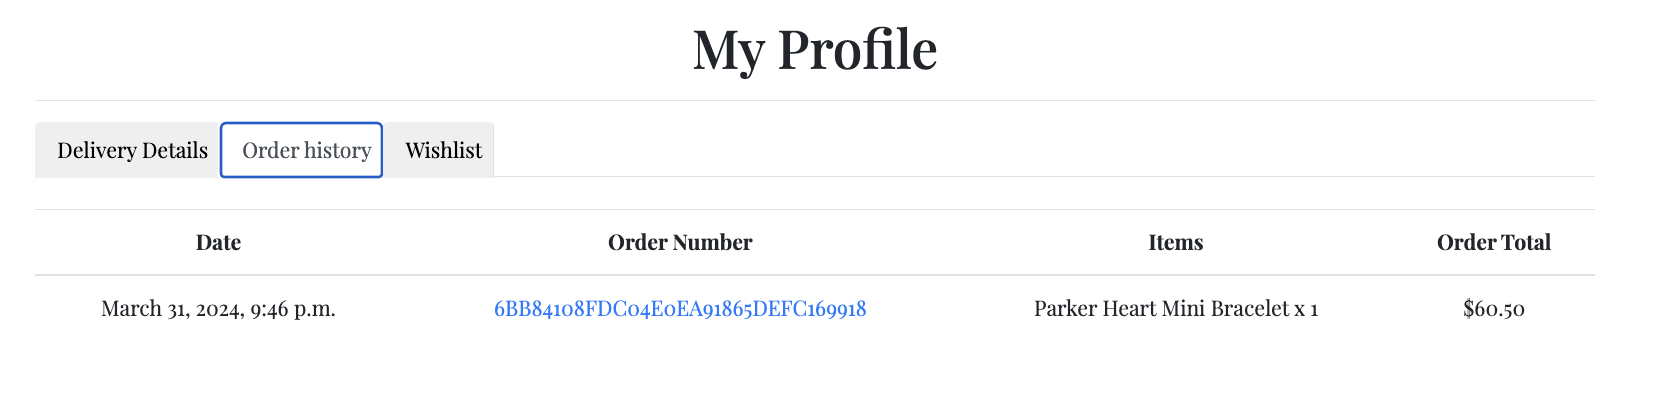 My Profile
Delivery Details Order history Wishlist
Date Order Number Items Order Total
March 31, 2024, 9:46 p.m. 6BB84108FDC04E0EA91865DEFC169918 Parker Heart Mini Bracelet x 1 $60.50